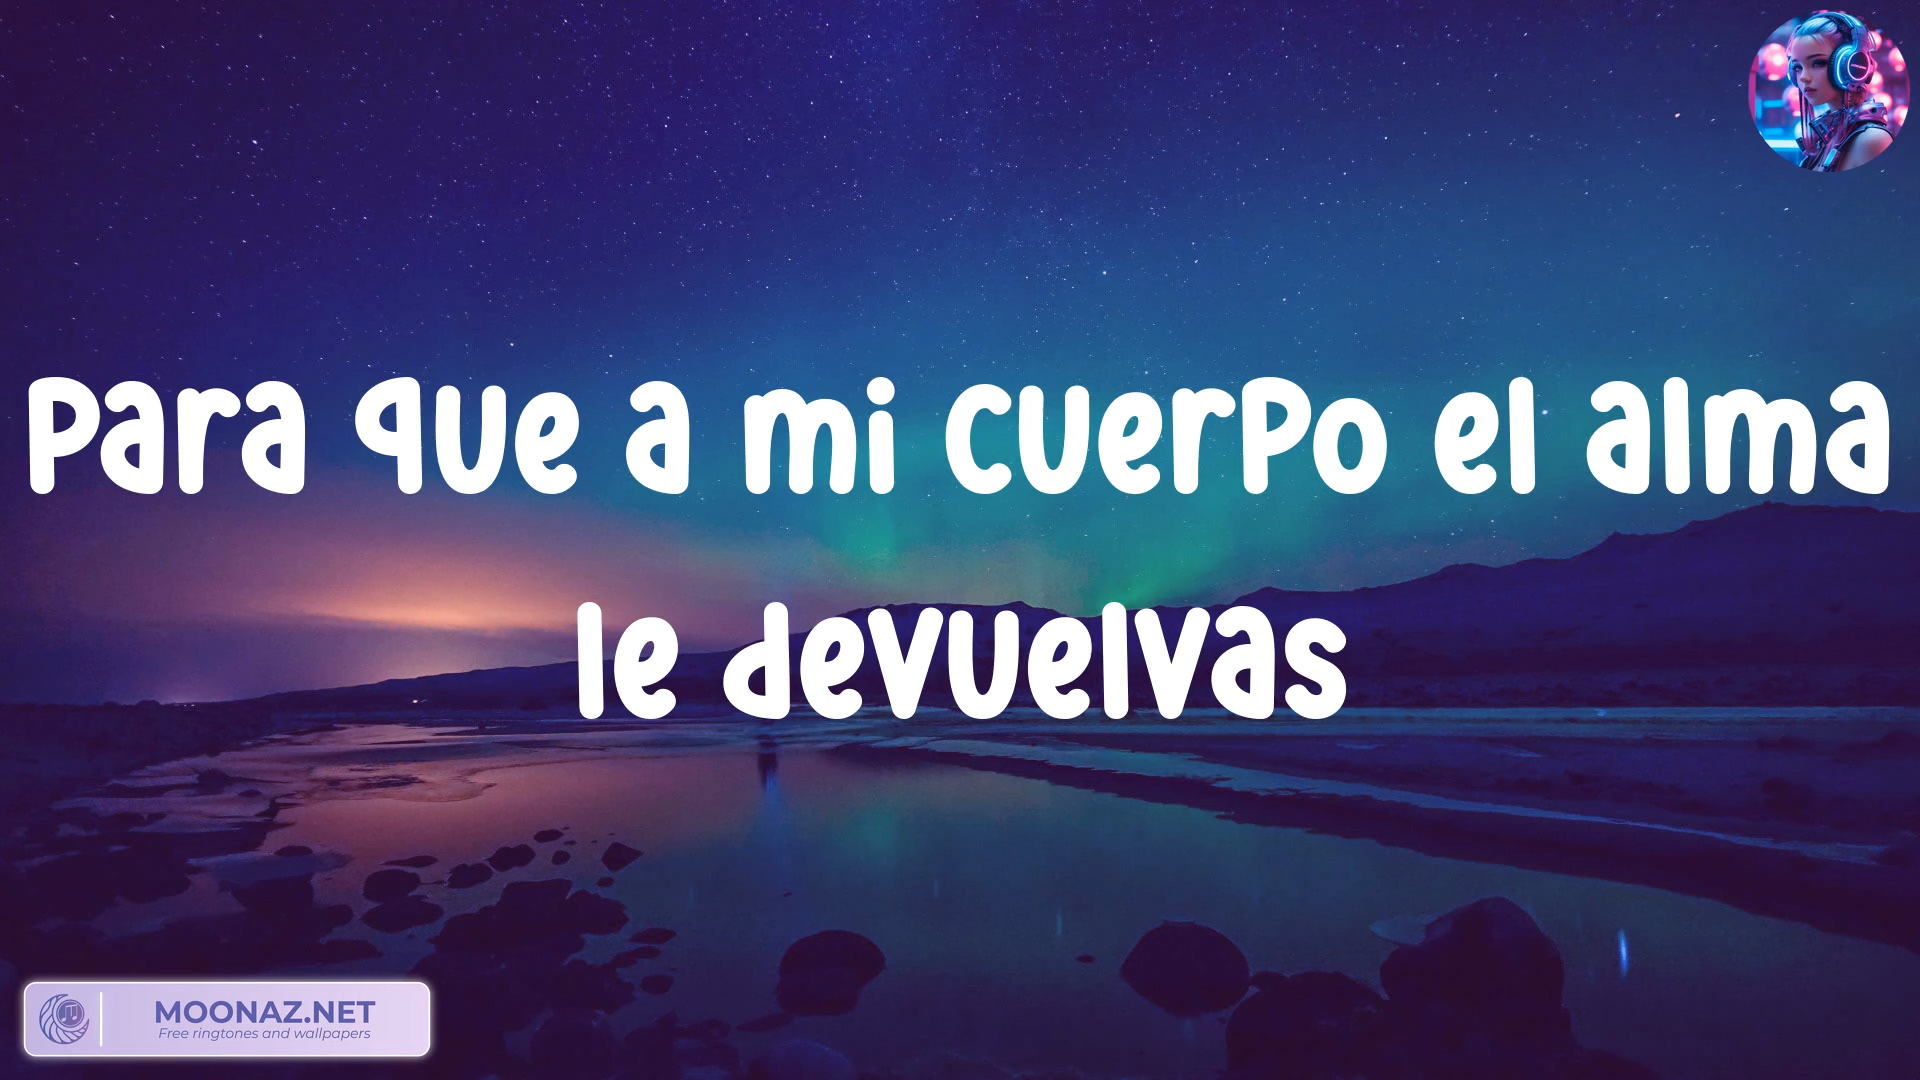 Para que a mi cuerpo el alma
le devuelvas
MOONAZ.NET
Free ringtones and wallpapers